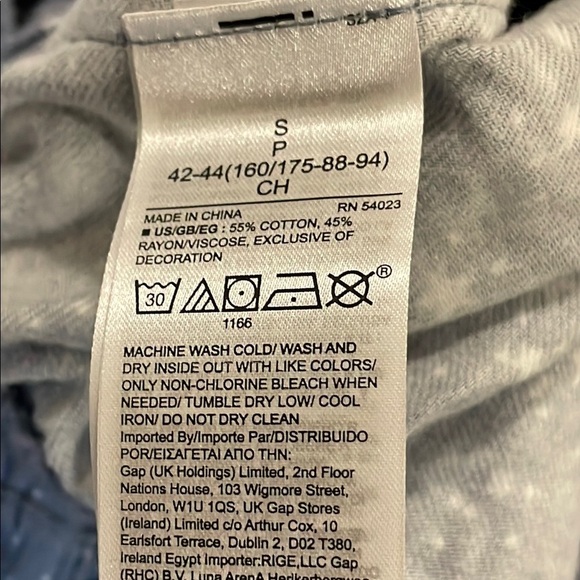 S
P
42-44(160/175-88-94)
CH
RN 54023
MADE IN CHINA
■ US/GB/EG : 55% COTTON, 45%
RAYON/VISCOSE, EXCLUSIVE OF
DECORATION
30
®
1166
MACHINE WASH COLD/ WASH AND
DRY INSIDE OUT WITH LIKE COLORS/
ONLY NON-CHLORINE BLEACH WHEN
NEEDED/ TUMBLE DRY LOW/ COOL
IRON/ DO NOT DRY CLEAN
Imported By/Importe Par/DISTRIBUIDO
POR/ΕΙΣΑΓΕΤΑΙ ΑΠΟ ΤΗΝ:
Gap (UK Holdings) Limited, 2nd Floor
Nations House, 103 Wigmore Street,
London, W1U 1QS, UK Gap Stores
(Ireland) Limited c/o Arthur Cox, 10
Earlsfort Terrace, Dublin 2, D02 T380,
Ireland Egypt Importer:RIGE,LLC Gap
(RHC) B.V. Luna ArenA